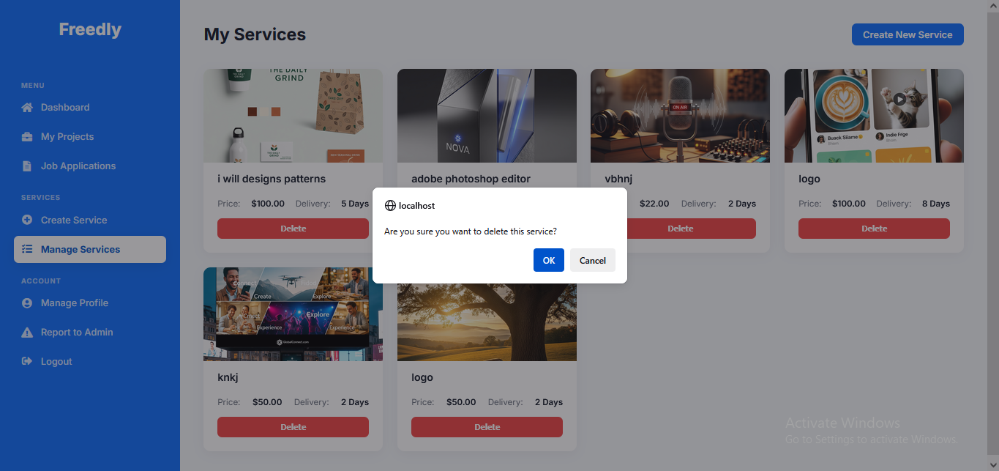 Freedly
MENU
Dashboard
My Projects
Job Applications
SERVICES
Create Service
Manage Services
ACCOUNT
Manage Profile
Report to Admin
Logout
My Services
Create New Service
THE DAILY
GRIND
TAKE OUT
i will designs patterns
Price: $100.00 Delivery: 5 Days
Delete
NOVA
adobe photoshop editor
ON AIR
vbhnj
$22.00 Delivery: 2 Days
Delete
Buack Sliame
Indie Frge
logo
Price: $100.00 Delivery: 8 Days
Delete
localhost
Are you sure you want to delete this service?
OK
Cancel
Connect
Create
Explore
Cmect
Explore
Experience
Experience
GlobalConnect.com
knkj
Price: $50.00 Delivery: 2 Days
Delete
logo
Price: $50.00 Delivery: 2 Days
Delete
Activate Windows
Go to Settings to activate Windows.